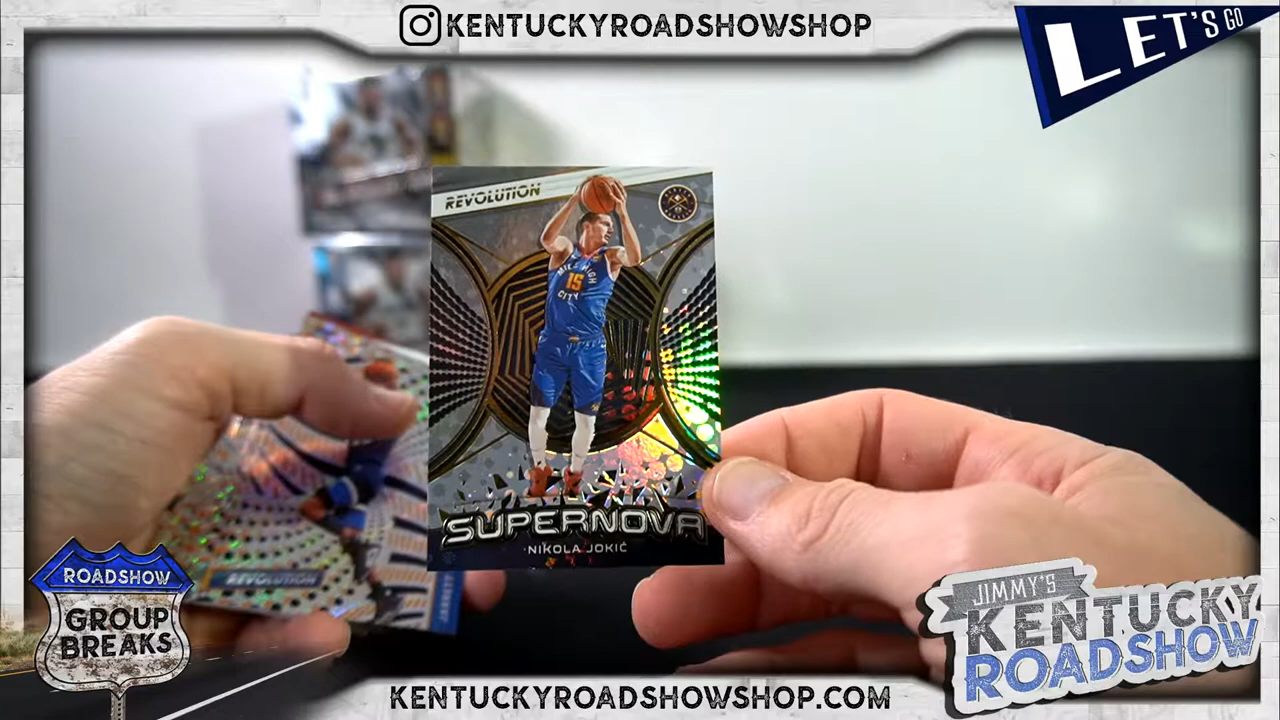 KENTUCKYROADSHOWSHOP
LET'S GO
REVOLUTION
MILE HIGH
15
CITY
SUPERNOVA
NIKOLA JOKIĆ
REVOLUTION
ROADSHOW
GROUP
BREAKS
JIMMY'S
KENTUCKY
ROADSHOW
KENTUCKYROADSHOWSHOP.COM